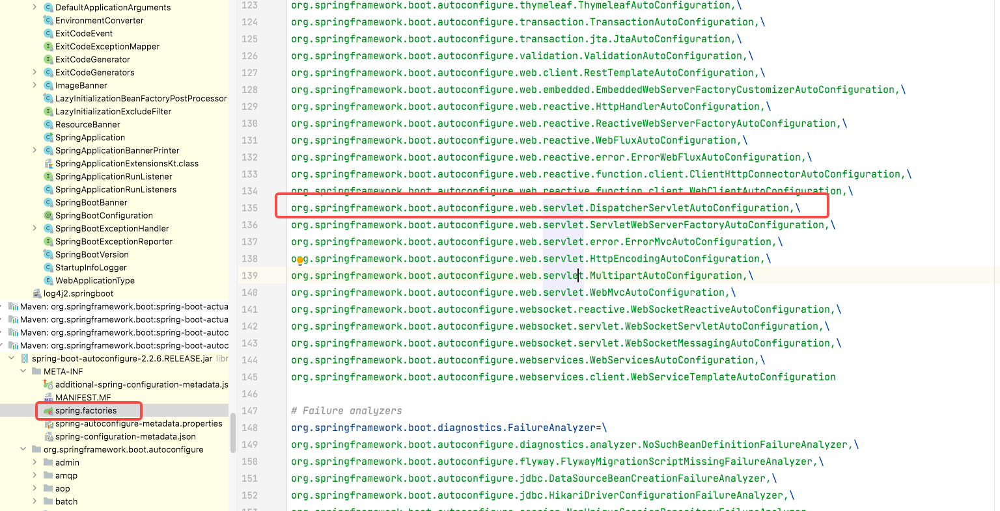 DefaultApplicationArguments
EnvironmentConverter
ExitCodeEvent
ExitCodeExceptionMapper
ExitCodeGenerator
ExitCodeGenerators
ImageBanner
LazyInitializationBeanFactoryPostProcessor
LazyInitializationExcludeFilter
ResourceBanner
SpringApplication
SpringApplicationBannerPrinter
SpringApplicationExtensionsKt.class
SpringApplicationRunListener
SpringApplicationRunListeners
SpringBootBanner
SpringBootConfiguration
SpringBootExceptionHandler
SpringBootExceptionReporter
SpringBootVersion
StartupInfoLogger
WebApplicationType
log4j2.springboot
Maven: org.springframework.boot:spring-boot-actua
Maven: org.springframework.boot:spring-boot-actua
Maven: org.springframework.boot:spring-boot-autoc
Maven: org.springframework.boot:spring-boot-autoc
spring-boot-autoconfigure-2.2.6.RELEASE.jar libr
META-INF
additional-spring-configuration-metadata.js
MANIFEST.MF
spring.factories
spring-autoconfigure-metadata.properties
spring-configuration-metadata.json
org.springframework.boot.autoconfigure
admin
amqp
aop
batch
123 org.springframework.boot.autoconfigure.thymeleaf.ThymeleafAutoConfiguration,\
124 org.springframework.boot.autoconfigure.transaction.TransactionAutoConfiguration,\
125 org.springframework.boot.autoconfigure.transaction.jta.JtaAutoConfiguration,\
126 org.springframework.boot.autoconfigure.validation.ValidationAutoConfiguration,\
127 org.springframework.boot.autoconfigure.web.client.RestTemplateAutoConfiguration,\
128 org.springframework.boot.autoconfigure.web.embedded.EmbeddedWebServerFactoryCustomizerAutoConfiguration,\
129 org.springframework.boot.autoconfigure.web.reactive.HttpHandlerAutoConfiguration,\
130 org.springframework.boot.autoconfigure.web.reactive.ReactiveWebServerFactoryAutoConfiguration,\
131 org.springframework.boot.autoconfigure.web.reactive.WebFluxAutoConfiguration,\
132 org.springframework.boot.autoconfigure.web.reactive.error.ErrorWebFluxAutoConfiguration,\
133 org.springframework.boot.autoconfigure.web.reactive.function.client.ClientHttpConnectorAutoConfiguration,\
134 org.springframework.boot.autoconfigure.web.reactive.function.client.WebClientAutoConfiguration,\
135 org.springframework.boot.autoconfigure.web.servlet.DispatcherServletAutoConfiguration,\
136 org.springframework.boot.autoconfigure.web.servlet.ServletWebServerFactoryAutoConfiguration,\
137 org.springframework.boot.autoconfigure.web.servlet.error.ErrorMvcAutoConfiguration,\
138 org.springframework.boot.autoconfigure.web.servlet.HttpEncodingAutoConfiguration,\
139 org.springframework.boot.autoconfigure.web.servlet.MultipartAutoConfiguration,\
140 org.springframework.boot.autoconfigure.web.servlet.WebMvcAutoConfiguration,\
141 org.springframework.boot.autoconfigure.websocket.reactive.WebSocketReactiveAutoConfiguration,\
142 org.springframework.boot.autoconfigure.websocket.servlet.WebSocketServletAutoConfiguration,\
143 org.springframework.boot.autoconfigure.websocket.servlet.WebSocketMessagingAutoConfiguration,\
144 org.springframework.boot.autoconfigure.webservices.WebServicesAutoConfiguration,\
145 org.springframework.boot.autoconfigure.webservices.client.WebServiceTemplateAutoConfiguration
146
147 # Failure analyzers
148 org.springframework.boot.diagnostics.FailureAnalyzer=\
149 org.springframework.boot.autoconfigure.diagnostics.analyzer.NoSuchBeanDefinitionFailureAnalyzer,\
150 org.springframework.boot.autoconfigure.flyway.FlywayMigrationScriptMissingFailureAnalyzer,\
151 org.springframework.boot.autoconfigure.jdbc.DataSourceBeanCreationFailureAnalyzer,\
152 org.springframework.boot.autoconfigure.jdbc.HikariDriverConfigurationFailureAnalyzer,\